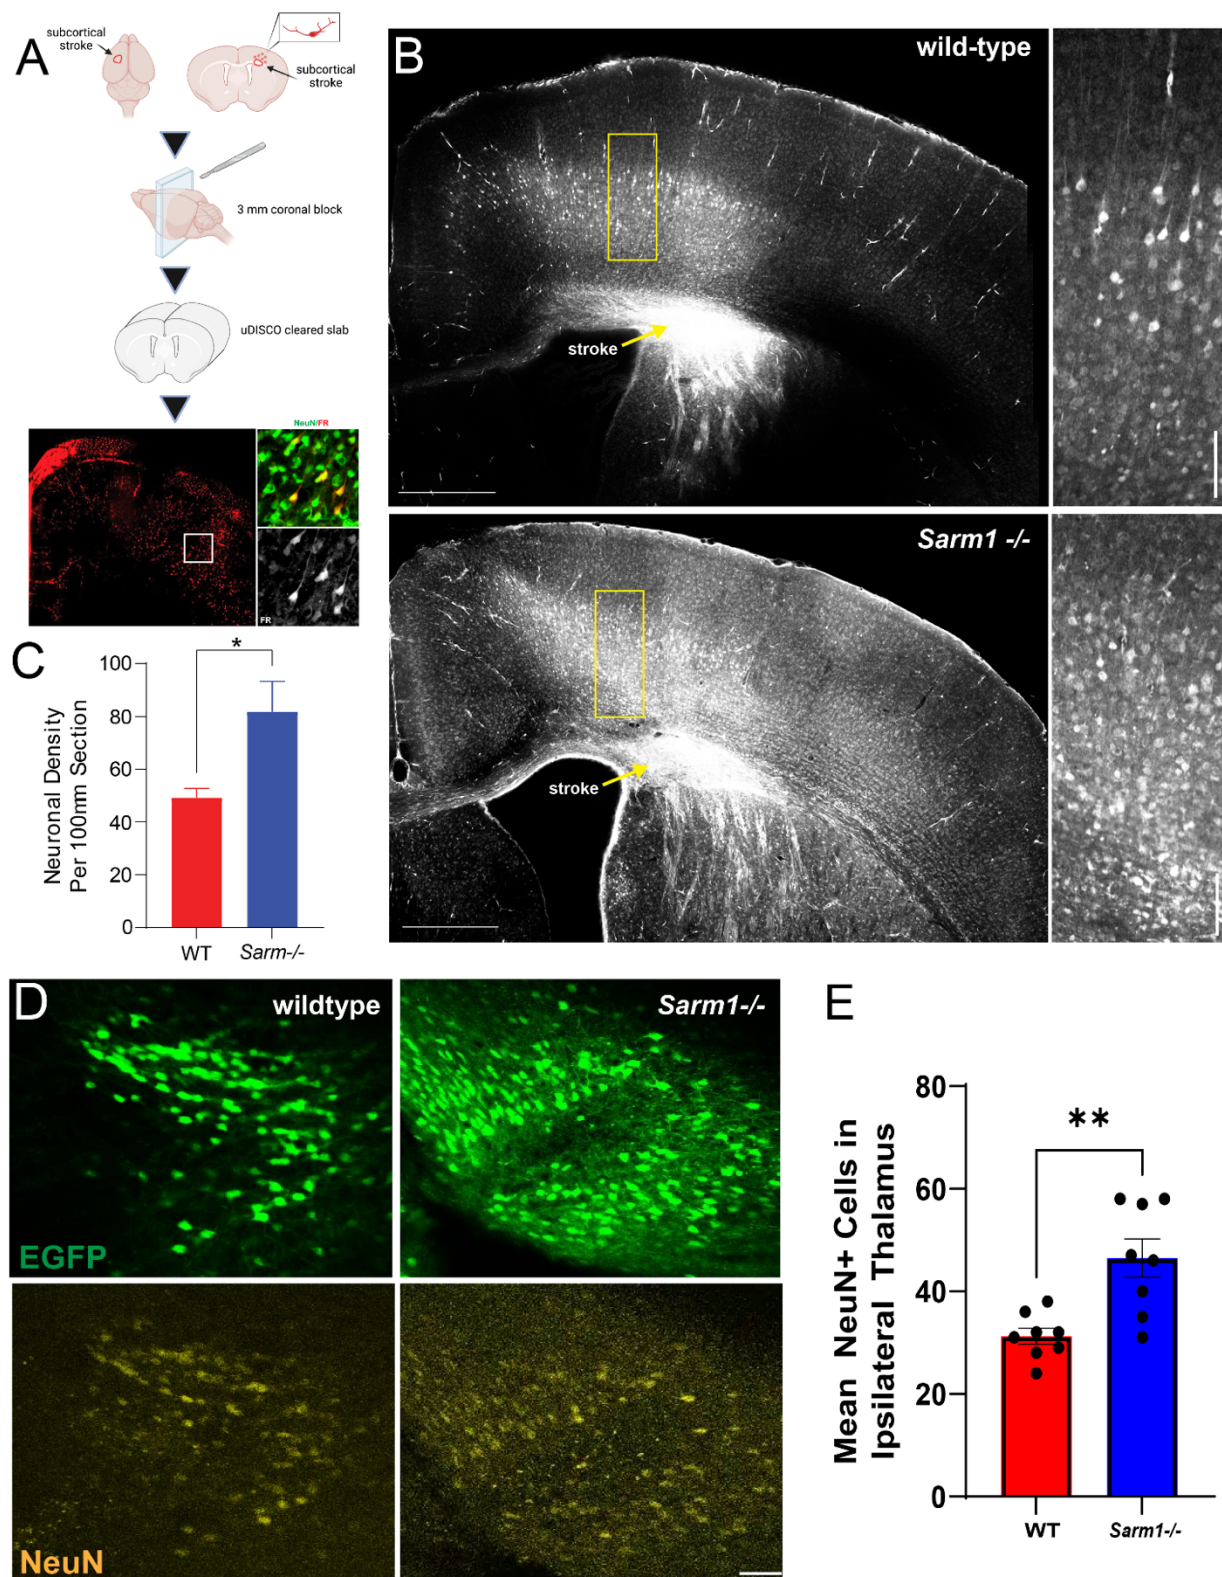 A
subcortical
stroke
subcortical
stroke
3 mm coronal block
uDISCO cleared slab
NeuN/FR
FR
B
wild-type
stroke
Sarm1 -/-
stroke
C
Neuronal Density
Per 100mm Section
100
80
60
40
20
0
*
WT
Sarm-/-
D
wildtype
Sarm1-/-
EGFP
NeuN
E
Mean NeuN+ Cells in
Ipsilateral Thalamus
80
60
40
20
0
**
WT
Sarm1-/-